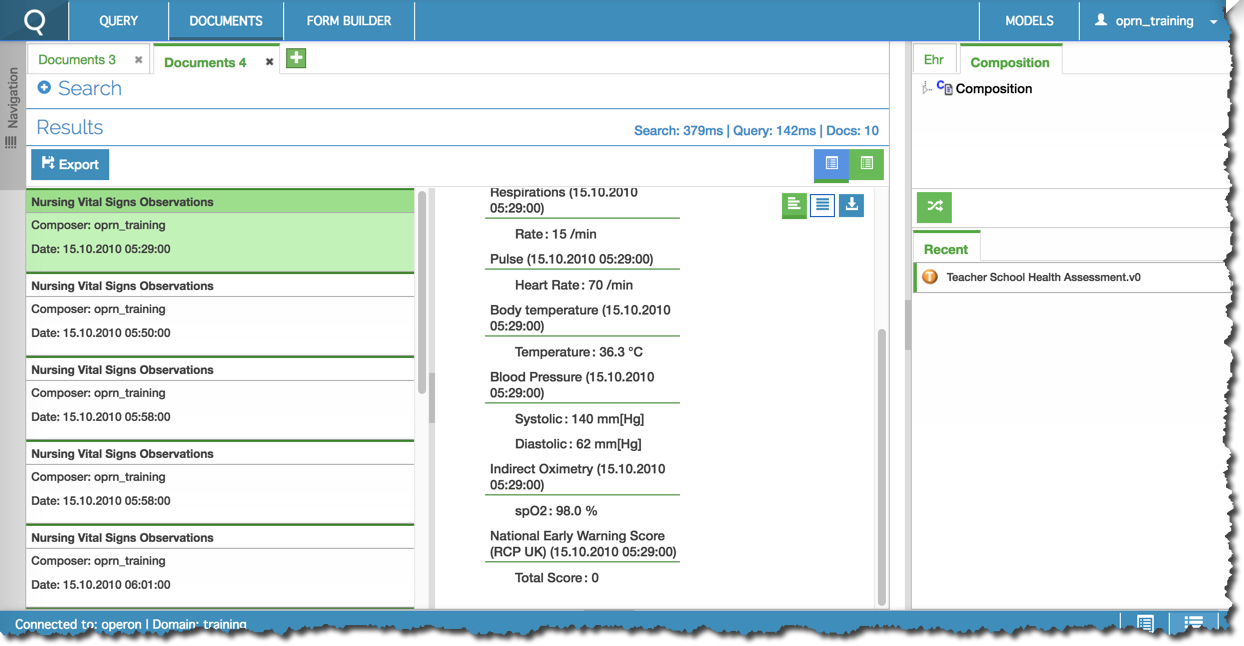 QUERY
DOCUMENTS
FORM BUILDER
MODELS
oprn_training
Navigation
Documents 3
Documents 4
Search
Results
Search: 379ms | Query: 142ms | Docs: 10
Export
Nursing Vital Signs Observations
Composer: oprn_training
Date: 15.10.2010 05:29:00
Nursing Vital Signs Observations
Composer: oprn_training
Date: 15.10.2010 05:50:00
Nursing Vital Signs Observations
Composer: oprn_training
Date: 15.10.2010 05:58:00
Nursing Vital Signs Observations
Composer: oprn_training
Date: 15.10.2010 05:58:00
Nursing Vital Signs Observations
Composer: oprn_training
Date: 15.10.2010 06:01:00
Respirations (15.10.2010
05:29:00)
Rate: 15 /min
Pulse (15.10.2010 05:29:00)
Heart Rate: 70 /min
Body temperature (15.10.2010
05:29:00)
Temperature: 36.3 °C
Blood Pressure (15.10.2010
05:29:00)
Systolic: 140 mm[Hg]
Diastolic: 62 mm[Hg]
Indirect Oximetry (15.10.2010
05:29:00)
spO2: 98.0 %
National Early Warning Score
(RCP UK) (15.10.2010 05:29:00)
Total Score: 0
Ehr
Composition
Composition
Recent
T Teacher School Health Assessment.v0
Connected to: operon | Domain: training